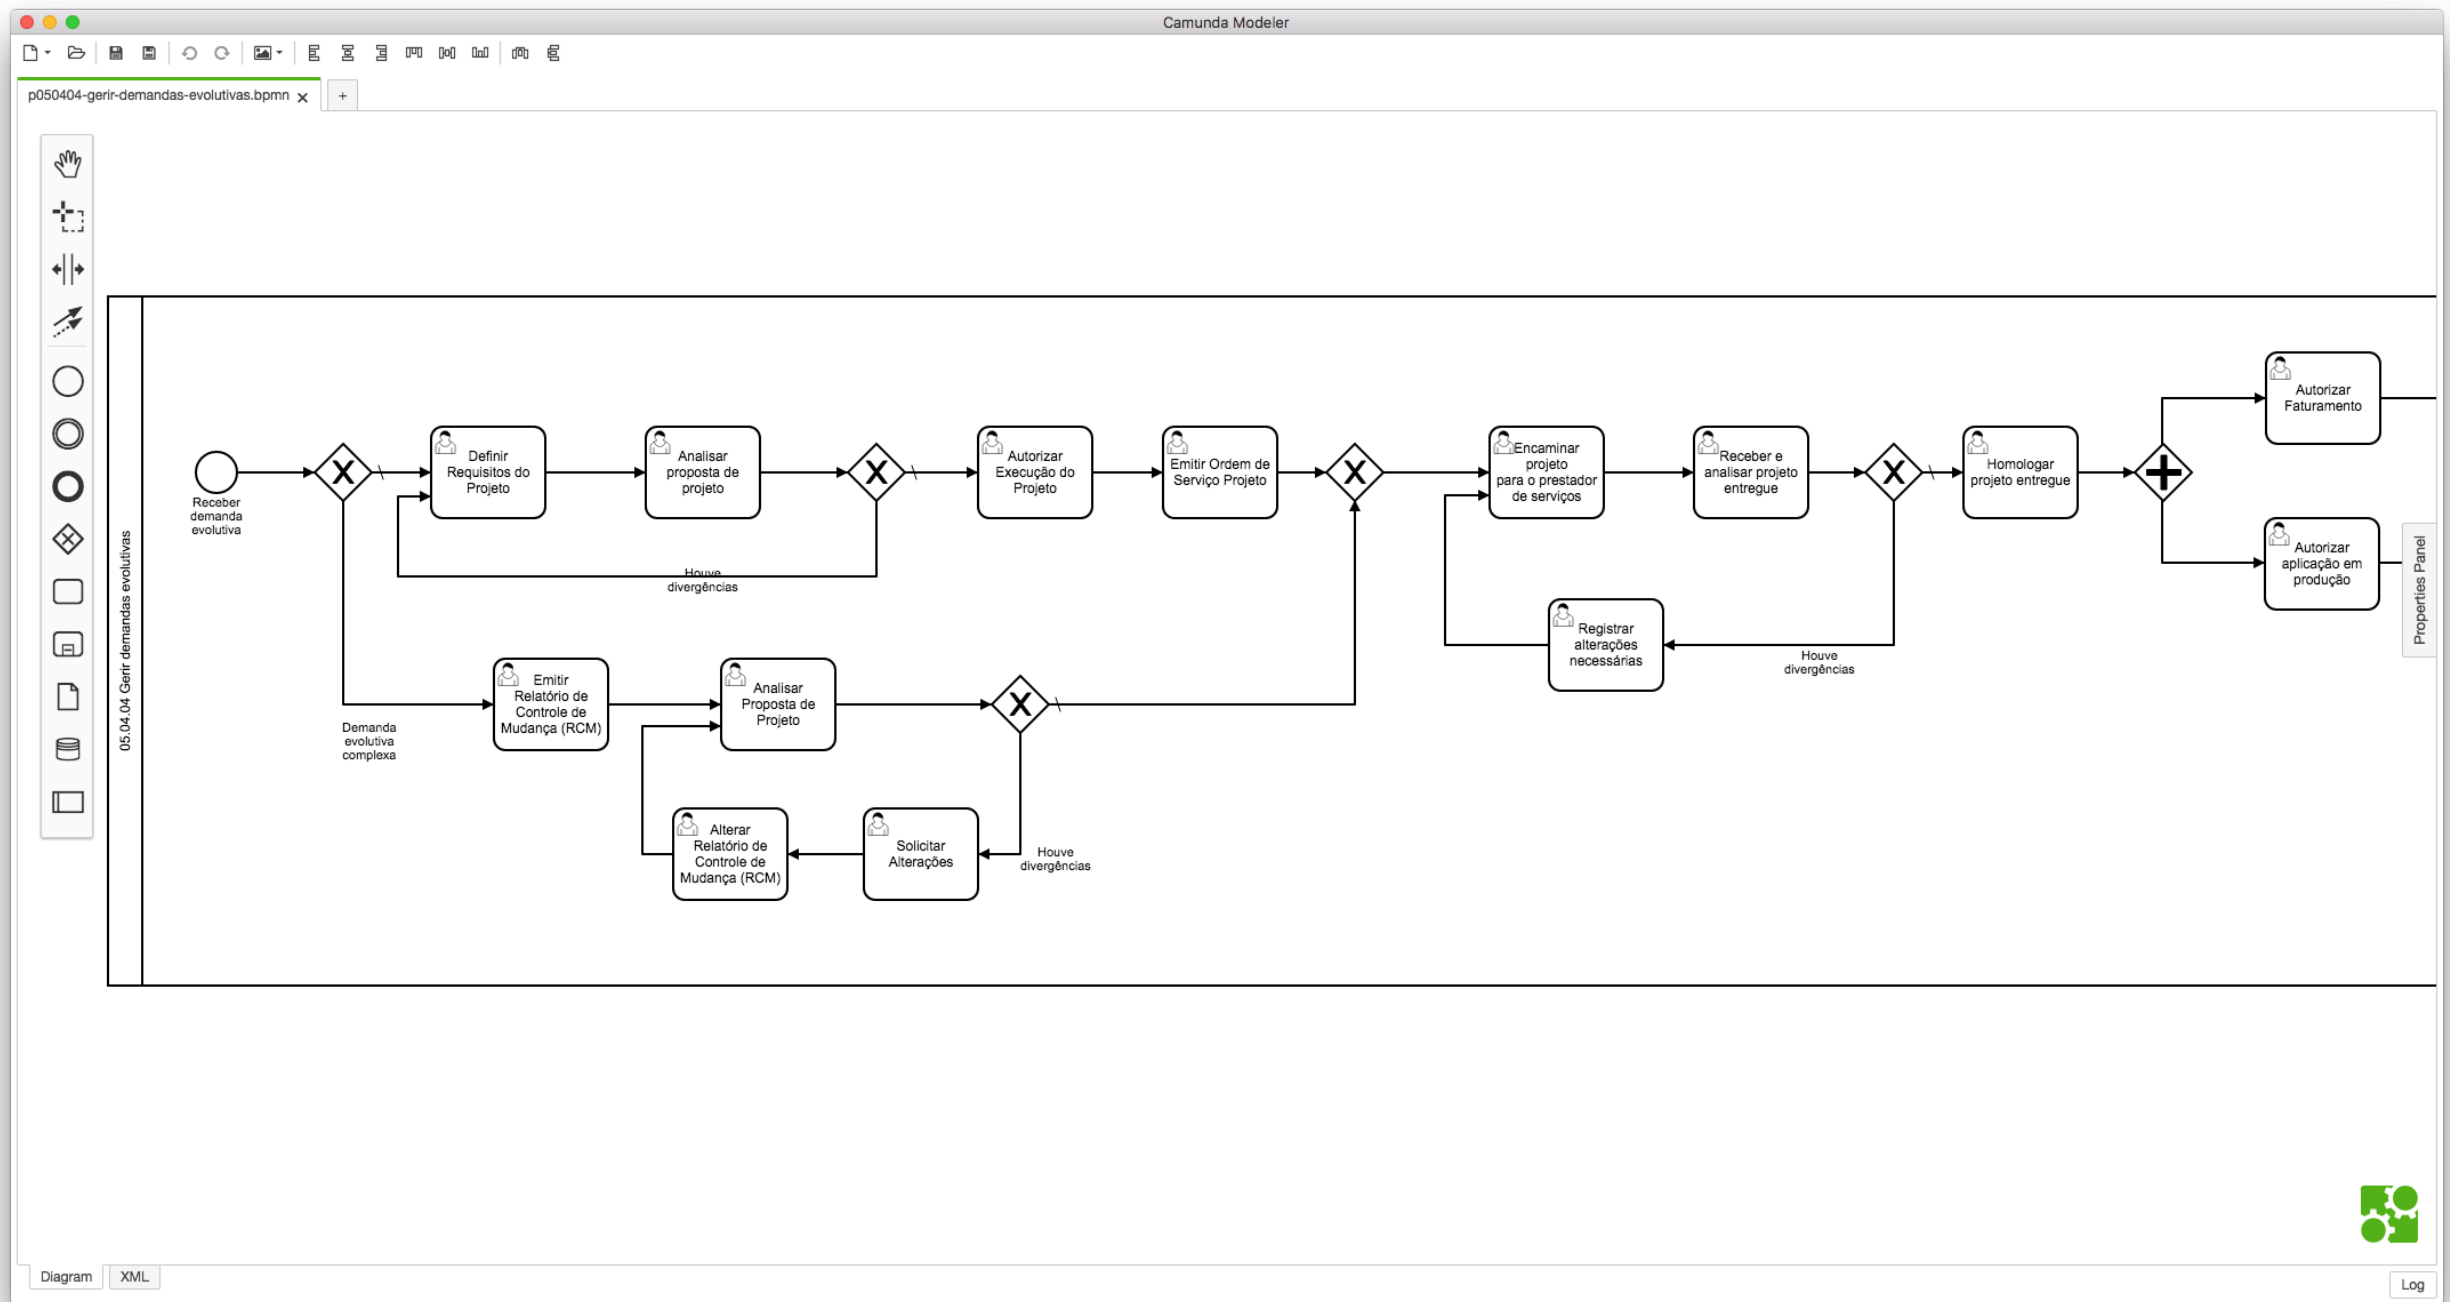 Camunda Modeler
p050404-gerir-demandas-evolutivas.bpmn
+
05.04.04 Gerir demandas evolutivas
Receber
demanda
evolutiva
Definir
Requisitos do
Projeto
Analisar
proposta de
projeto
Houve
divergências
Autorizar
Execução do
Projeto
Emitir Ordem de
Serviço Projeto
Encaminar
projeto
para o prestador
de serviços
Receber e
analisar projeto
entregue
Homologar
projeto entregue
Autorizar
Faturamento
Autorizar
aplicação em
produção
Registrar
alterações
necessárias
Houve
divergências
Demanda
evolutiva
complexa
Emitir
Relatório de
Controle de
Mudança (RCM)
Analisar
Proposta de
Projeto
Alterar
Relatório de
Controle de
Mudança (RCM)
Solicitar
Alterações
Houve
divergências
Properties Panel
Diagram
XML
Log